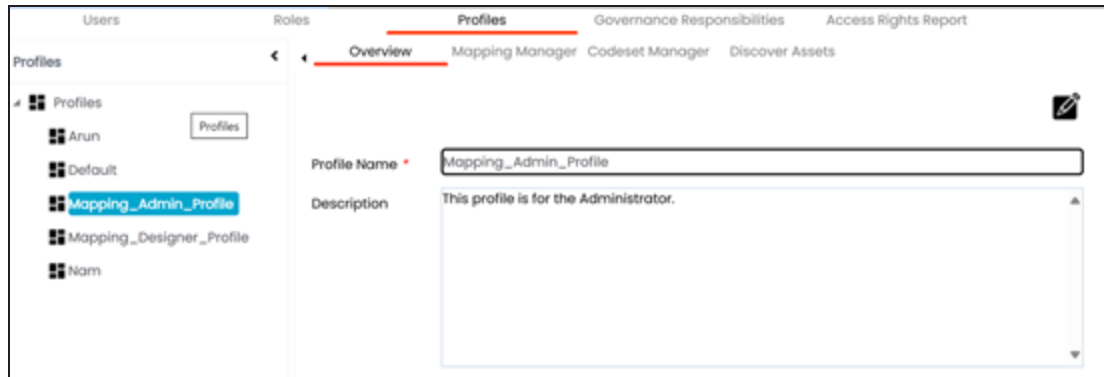 Users Roles Profiles Governance Responsibilities Access Rights Report
Profiles
Overview Mapping Manager Codeset Manager Discover Assets
Profiles
Profiles
Arun
Default
Mapping_Admin_Profile
Mapping_Designer_Profile
Nam
Profile Name * Mapping_Admin_Profile
Description This profile is for the Administrator.